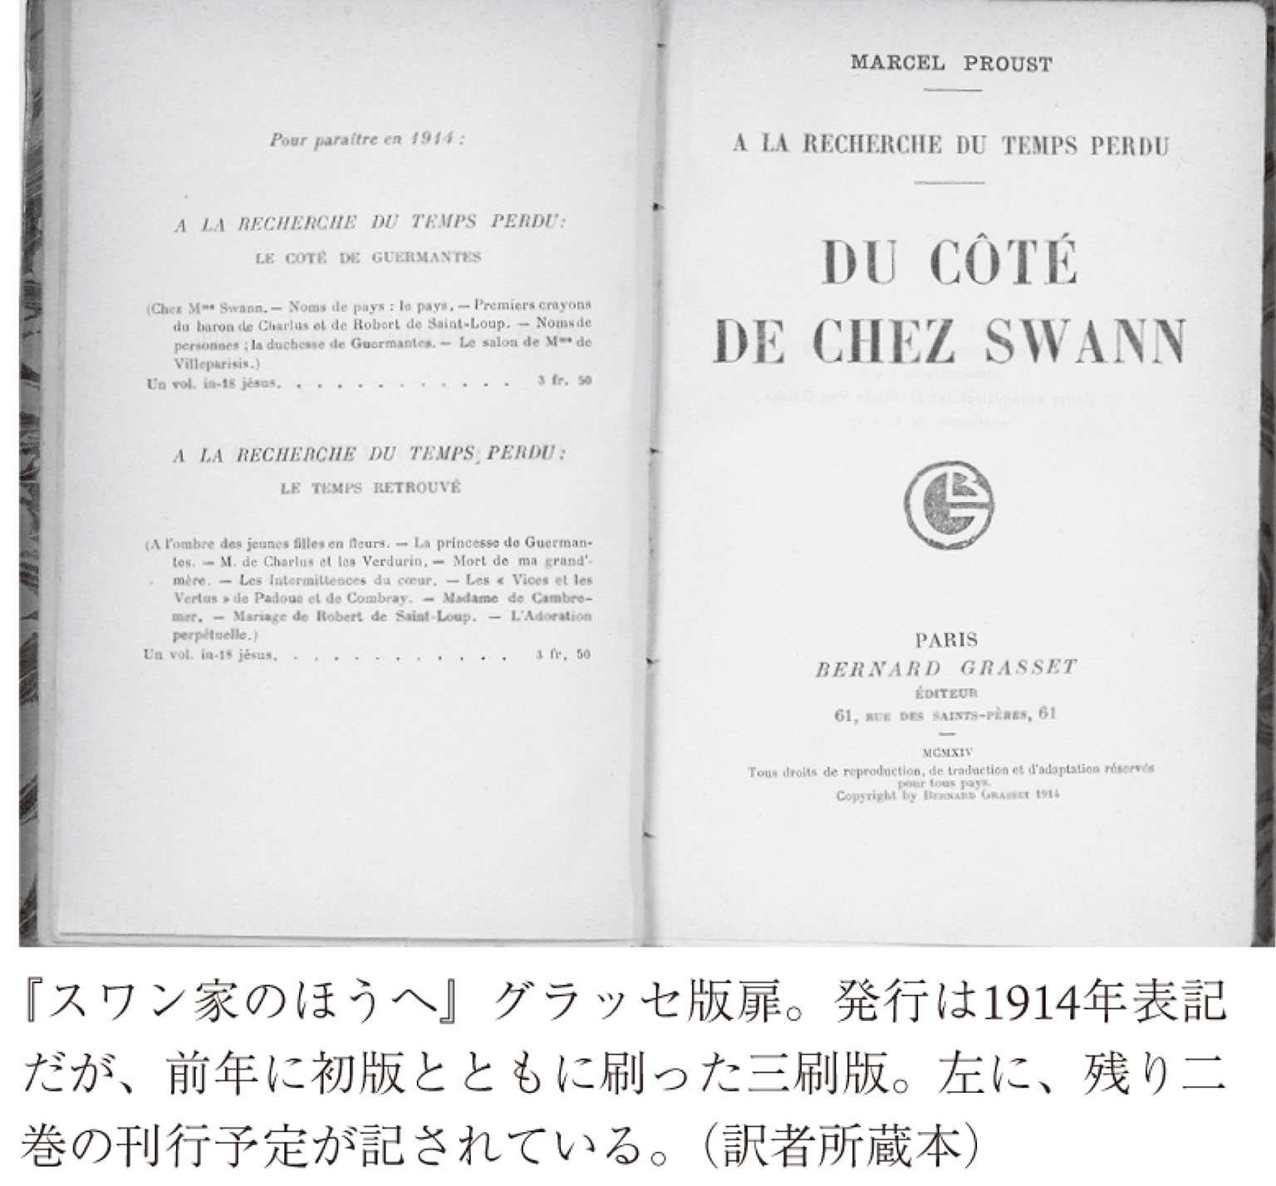 Pour paraître en 1914 :
A LA RECHERCHE DU TEMPS PERDU:
LE COTÉ DE GUERMANTES
(Chez Mme Swann. — Noms de pays : le pays. — Premiers crayons
du baron de Charlus et de Robert de Saint-Loup. — Noms de
personnes ; la duchesse de Guermantes. — Le salon de Mme de
Villeparisis.)
Un vol. in-18 jésus. . . . . . . . . . . . . 3 fr. 50
A LA RECHERCHE DU TEMPS PERDU:
LE TEMPS RETROUVÉ
(A l'ombre des jeunes filles en fleurs. — La princesse de Guerman-
tes. — M. de Charlus et les Verdurin. — Mort de ma grand'-
mère. — Les Intermittences du cœur. — Les « Vices et les
Vertus » de Padoue et de Combray. — Madame de Cambre-
mer. — Mariage de Robert de Saint-Loup. — L'Adoration
perpétuelle.)
Un vol. in-18 jésus. . . . . . . . . . . . . 3 fr. 50
MARCEL PROUST
A LA RECHERCHE DU TEMPS PERDU
DU CÔTÉ
DE CHEZ SWANN
BG
PARIS
BERNARD GRASSET
ÉDITEUR
61, RUE DES SAINTS-PÈRES, 61
MCMXIV
Tous droits de reproduction, de traduction et d'adaptation réservés
pour tous pays.
Copyright by BERNARD GRASSET 1914
『スワン家のほうへ』グラッセ版扉。発行は1914年表記
だが、前年に初版とともに刷った三刷版。左に、残り二
巻の刊行予定が記されている。（訳者所蔵本）